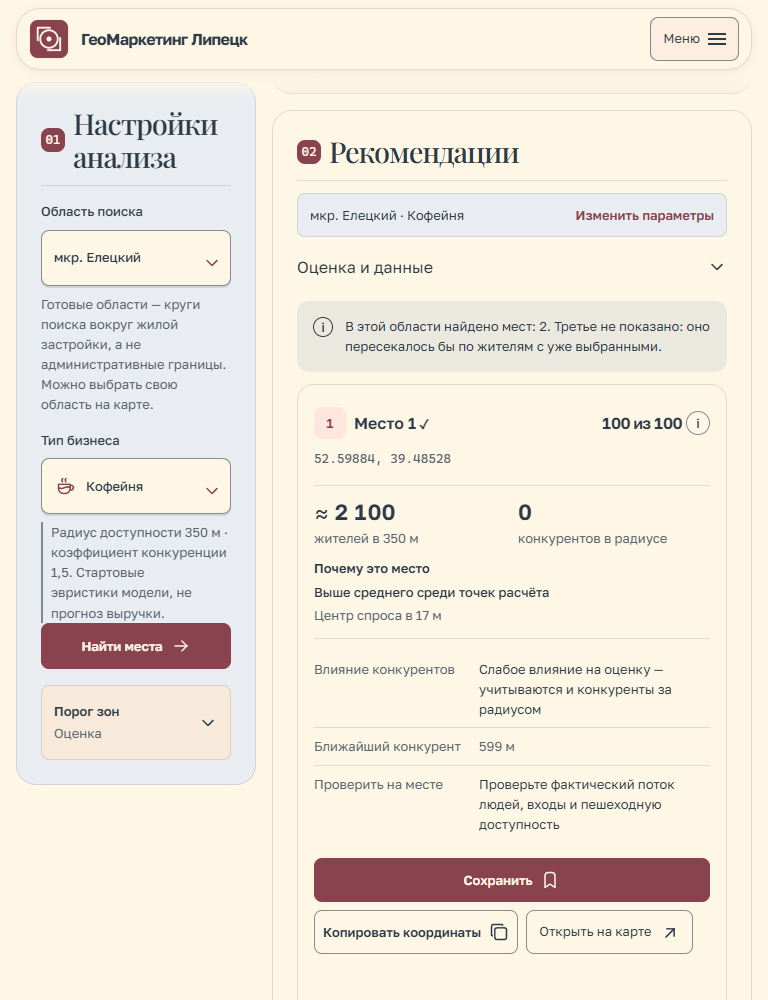 ГеоМаркетинг Липецк
Меню
01
Настройки
анализа
Область поиска
мкр. Елецкий
Готовые области — круги
поиска вокруг жилой
застройки, а не
административные границы.
Можно выбрать свою
область на карте.
Тип бизнеса
Кофейня
Радиус доступности 350 м ·
коэффициент конкуренции
1,5. Стартовые
эвристики модели, не
прогноз выручки.
Найти места →
Порог зон
Оценка
02 Рекомендации
мкр. Елецкий · Кофейня Изменить параметры
Оценка и данные
i В этой области найдено мест: 2. Третье не показано: оно
пересекалось бы по жителям с уже выбранными.
1 Место 1 ✓ 100 из 100 i
52.59884, 39.48528
≈ 2 100 0
жителей в 350 м конкурентов в радиусе
Почему это место
Выше среднего среди точек расчёта
Центр спроса в 17 м
Влияние конкурентов Слабое влияние на оценку —
учитываются и конкуренты за
радиусом
Ближайший конкурент 599 м
Проверить на месте Проверьте фактический поток
людей, входы и пешеходную
доступность
Сохранить
Копировать координаты Открыть на карте